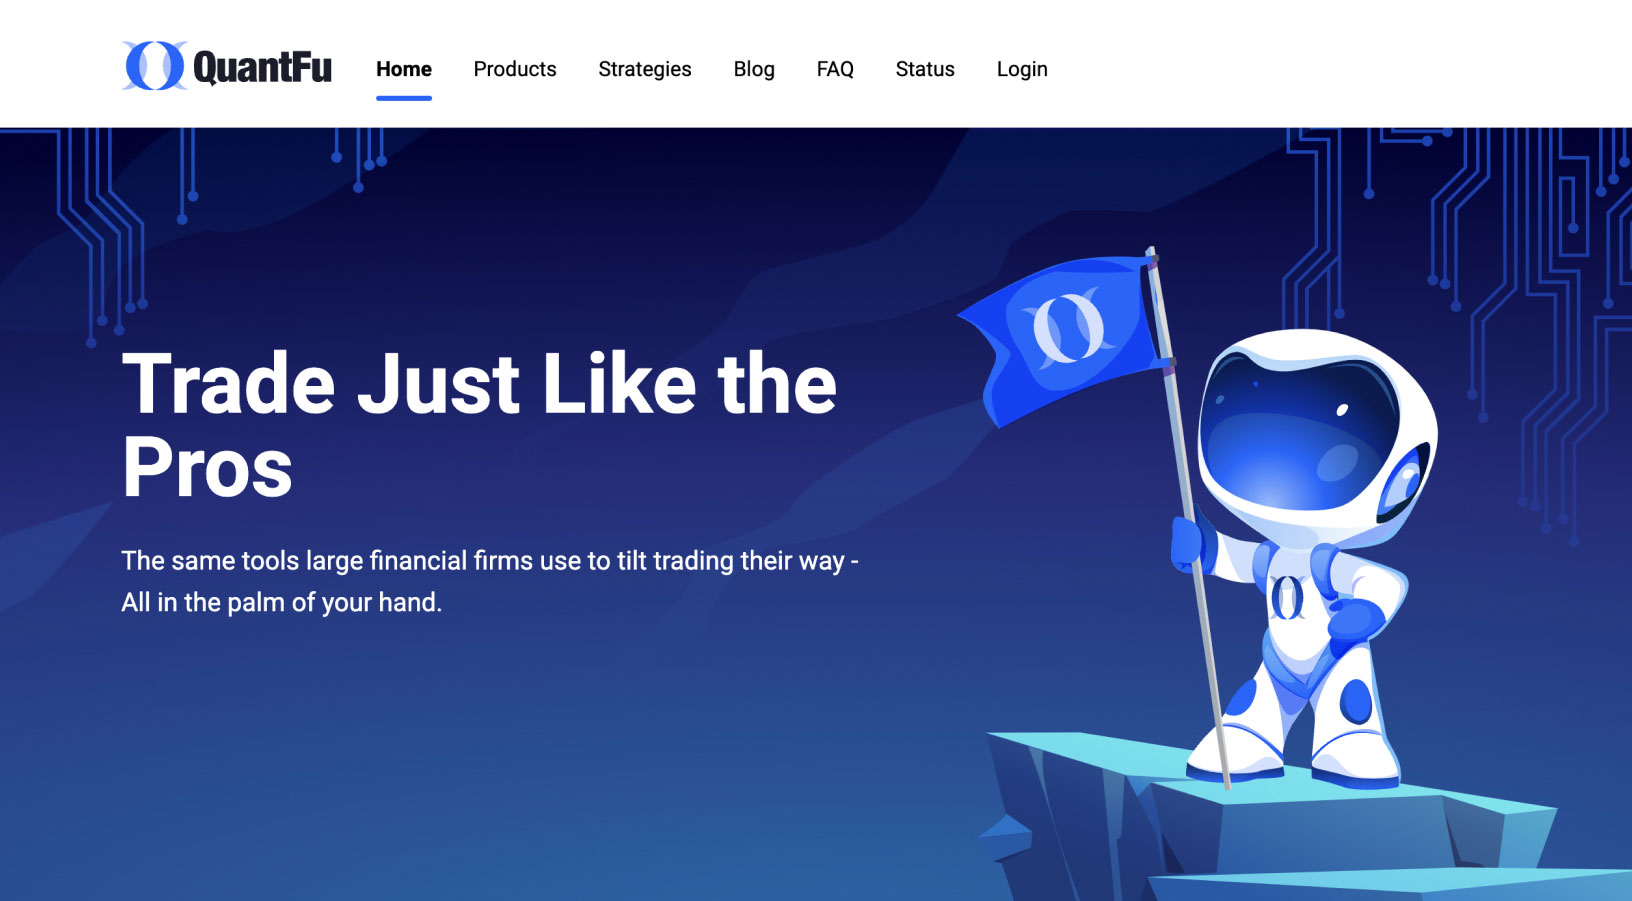 QuantFu
Home Products Strategies Blog FAQ Status Login
Trade Just Like the
Pros
The same tools large financial firms use to tilt trading their way -
All in the palm of your hand.